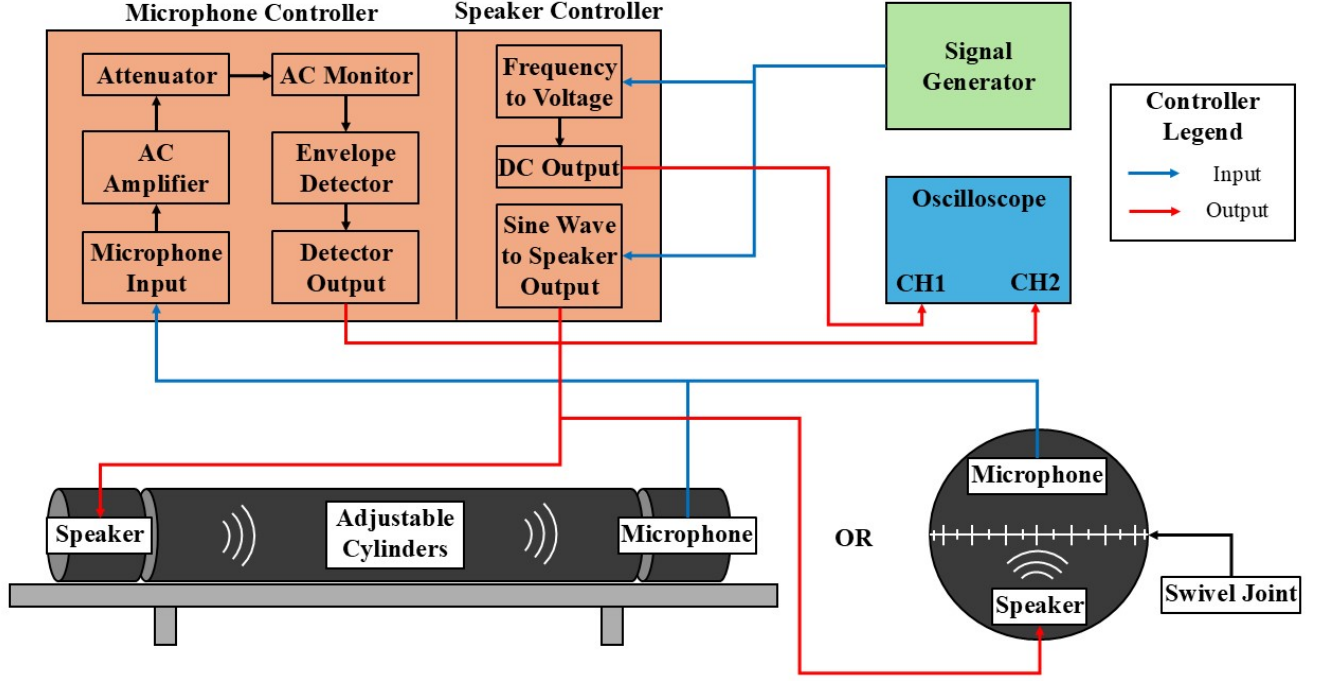 Microphone Controller
Speaker Controller
Attenuator
AC Monitor
AC
Amplifier
Envelope
Detector
Microphone
Input
Detector
Output
Frequency
to Voltage
DC Output
Sine Wave
to Speaker
Output
Signal
Generator
Oscilloscope
CH1
CH2
Controller
Legend
Input
Output
Speaker
Adjustable
Cylinders
Microphone
OR
Microphone
Speaker
Swivel Joint